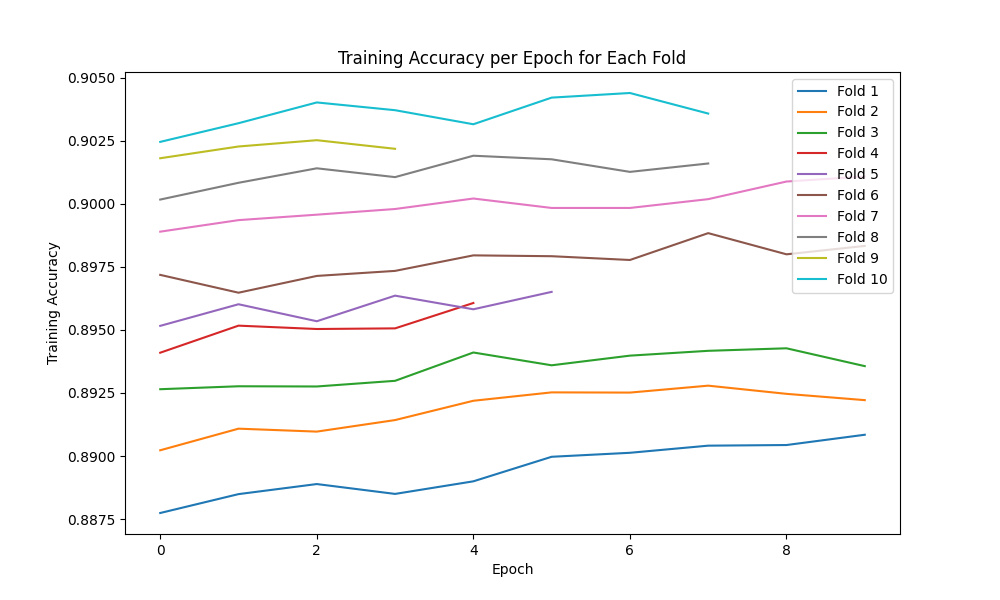 Training Accuracy per Epoch for Each Fold
0.9050
0.9025
0.9000
0.8975
0.8950
0.8925
0.8900
0.8875
Training Accuracy
0
2
4
6
8
Epoch
Fold 1
Fold 2
Fold 3
Fold 4
Fold 5
Fold 6
Fold 7
Fold 8
Fold 9
Fold 10